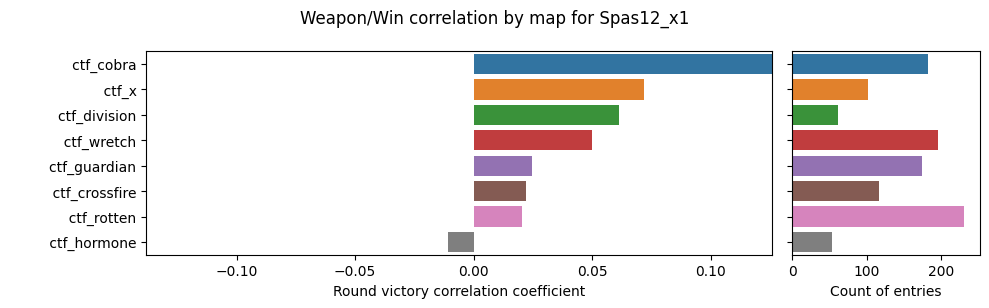 Weapon/Win correlation by map for Spas12_x1
ctf_cobra
ctf_x
ctf_division
ctf_wretch
ctf_guardian
ctf_crossfire
ctf_rotten
ctf_hormone
−0.10 −0.05 0.00 0.05 0.10
Round victory correlation coefficient
0 100 200
Count of entries